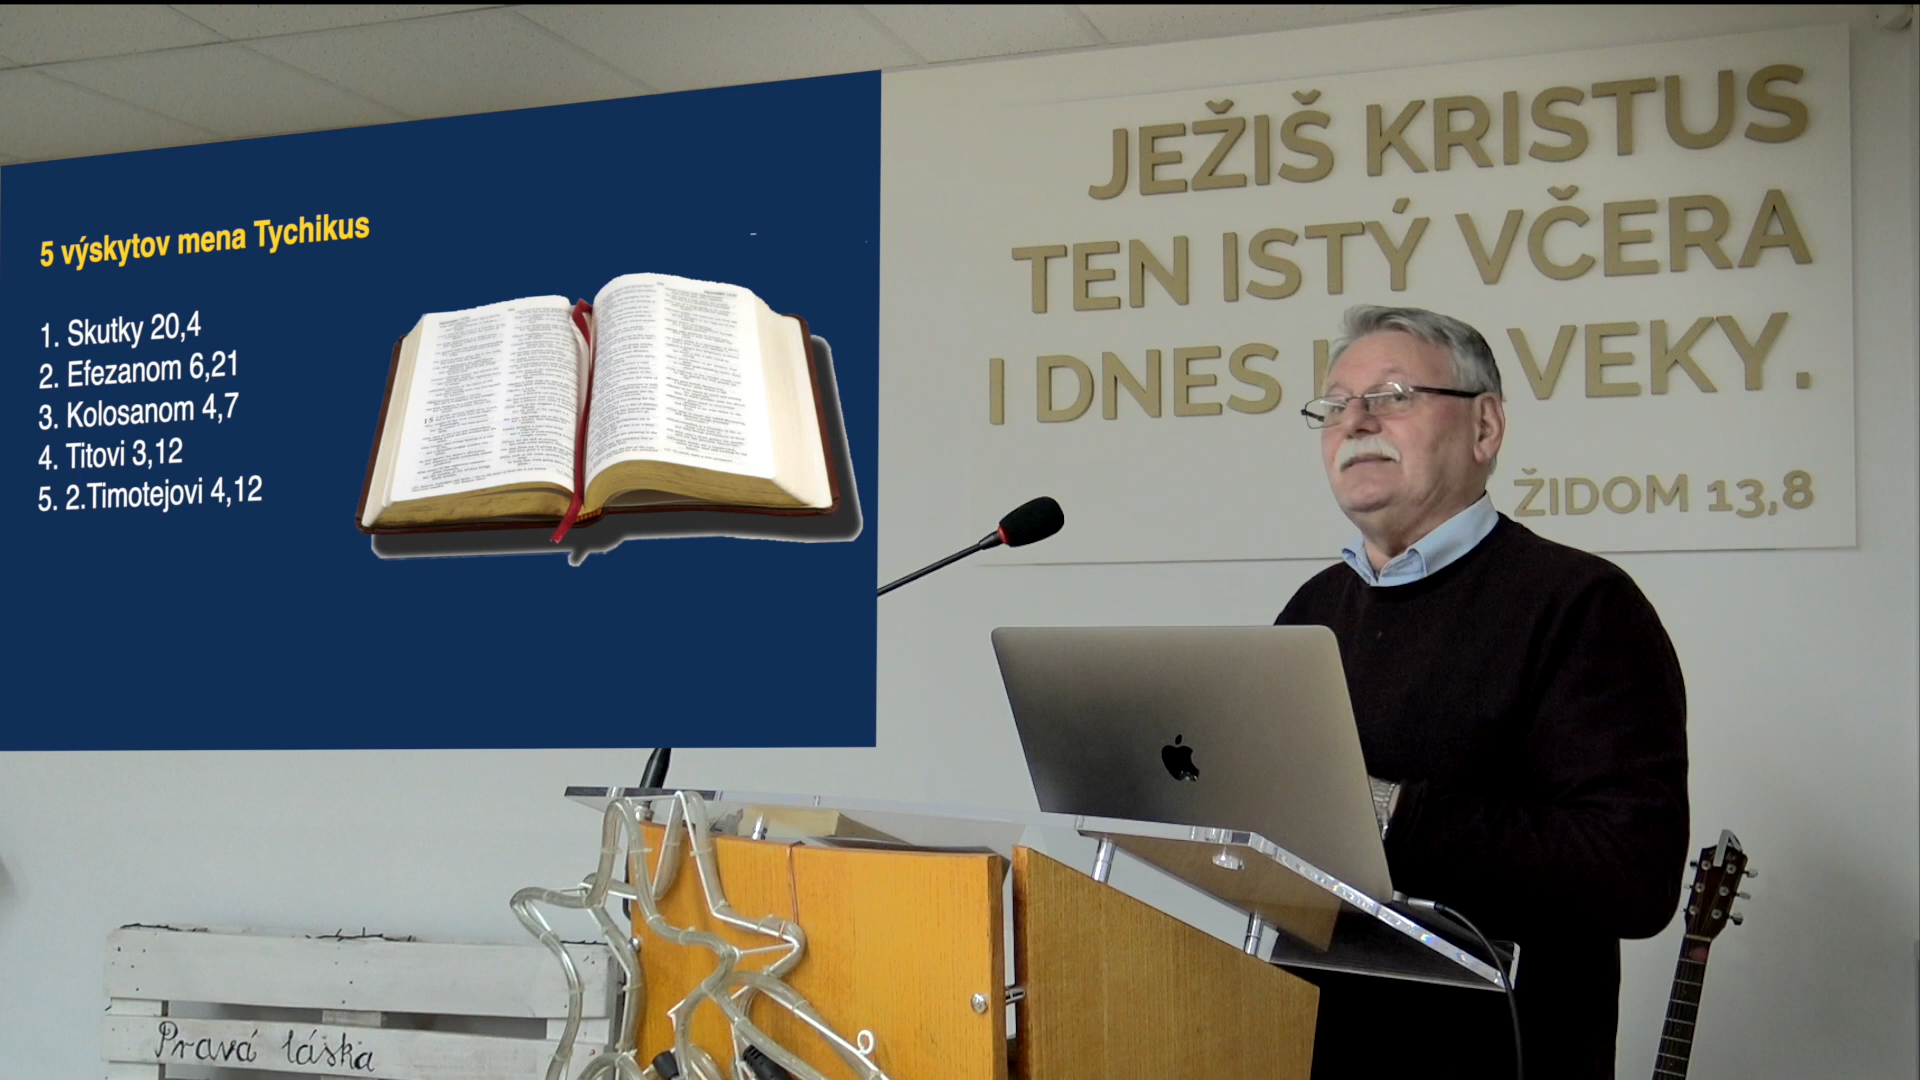 5 výskytov mena Tychikus
1. Skutky 20,4
2. Efezanom 6,21
3. Kolosanom 4,7
4. Titovi 3,12
5. 2.Timotejovi 4,12
JEŽIŠ KRISTUS
TEN ISTÝ VČERA
I DNES VEKY.
ŽIDOM 13,8
Pravá láska